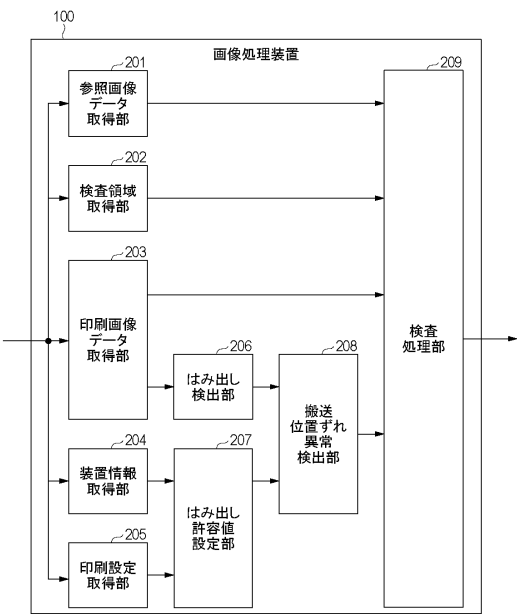 100
画像処理装置
201
参照画像
データ
取得部
202
検査領域
取得部
203
印刷画像
データ
取得部
204
装置情報
取得部
205
印刷設定
取得部
206
はみ出し
検出部
207
はみ出し
許容値
設定部
208
搬送
位置ずれ
異常
検出部
209
検査
処理部